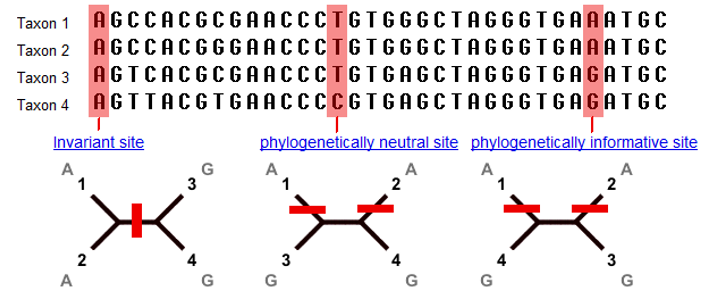 Taxon 1 AGCCACGCGAACCCTGTGGGCTAGGGTGAAATGC
Taxon 2 AGCCACGGGAACCCTGTGGGCTAGGGTGAAATGC
Taxon 3 AGTCACGCGAACCCTGTGAGCTAGGGTGAGATGC
Taxon 4 AGTTACGTGAACCCCGTGAGCTAGGGTGAGATGC
Invariant site phylogenetically neutral site phylogenetically informative site
A G A A A A
1 3 1 2 1 2
2 4 3 4 4 3
A G G G G G